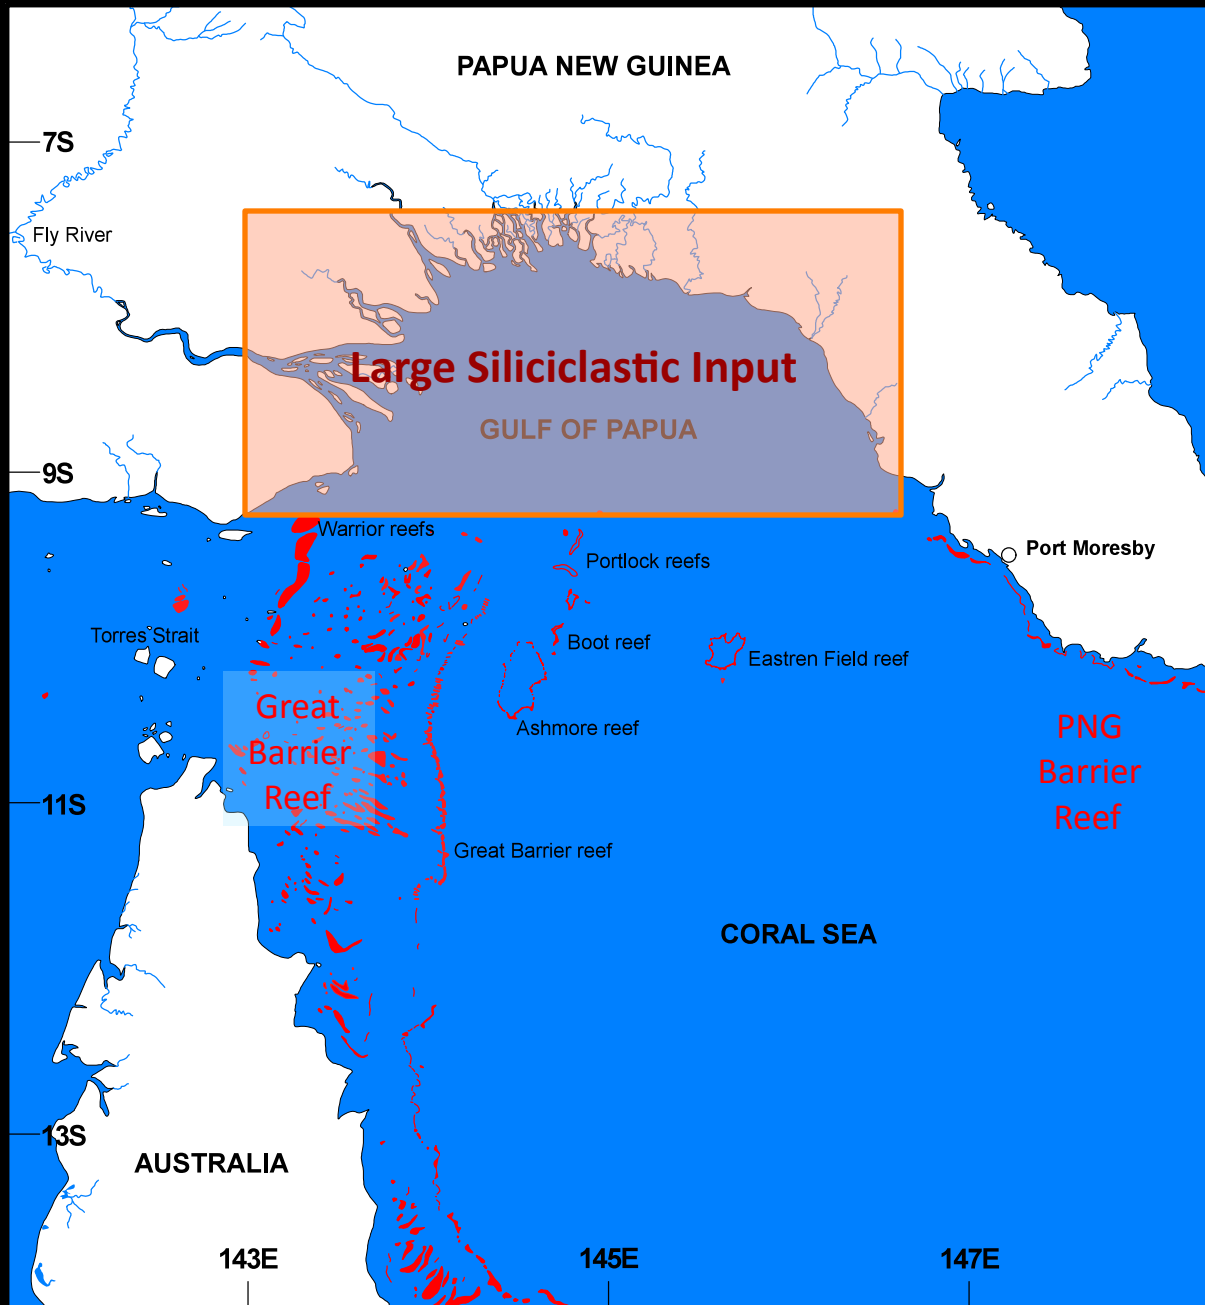 PAPUA NEW GUINEA
7S
Fly River
Large Siliciclastic Input
GULF OF PAPUA
9S
Warrior reefs
Portlock reefs
Port Moresby
Torres Strait
Boot reef
Eastren Field reef
Ashmore reef
Great
Barrier
Reef
PNG
Barrier
Reef
11S
Great Barrier reef
CORAL SEA
13S
AUSTRALIA
143E
145E
147E